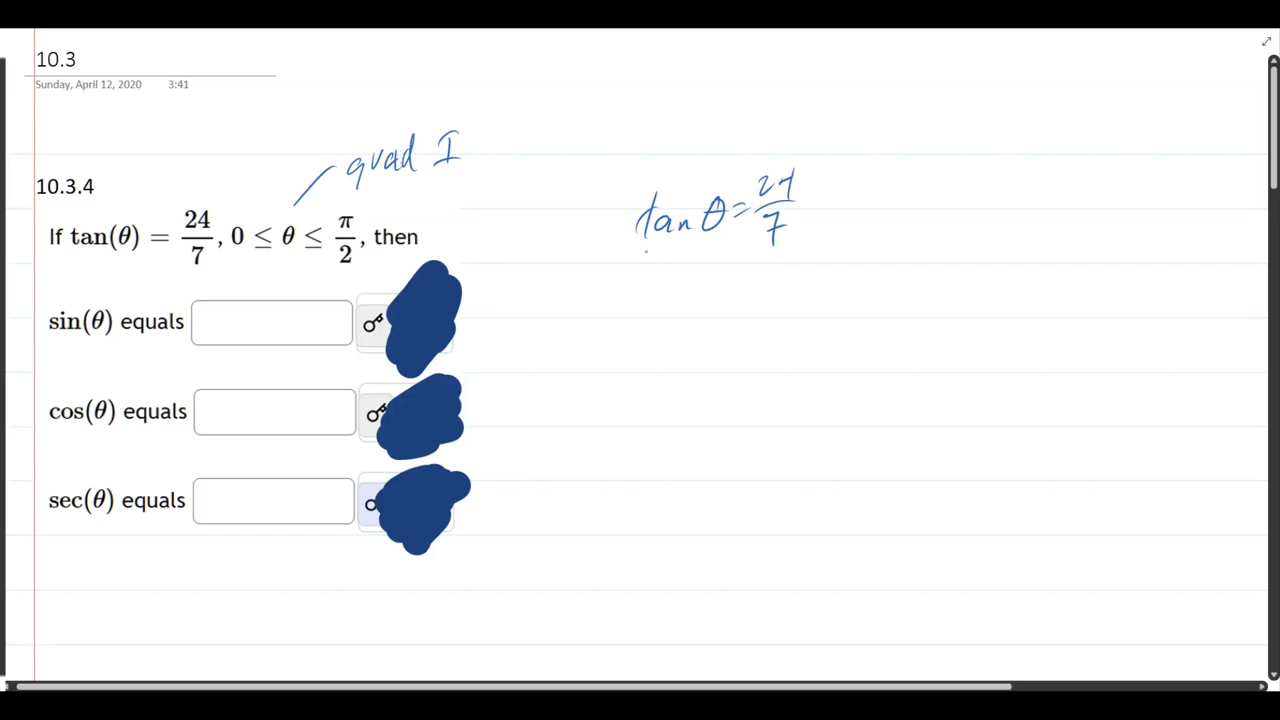 10.3
Sunday, April 12, 2020 3:41
quad I
10.3.4
If tan(θ) = 24/7, 0 ≤ θ ≤ π/2, then
tan θ = 24/7
sin(θ) equals
cos(θ) equals
sec(θ) equals